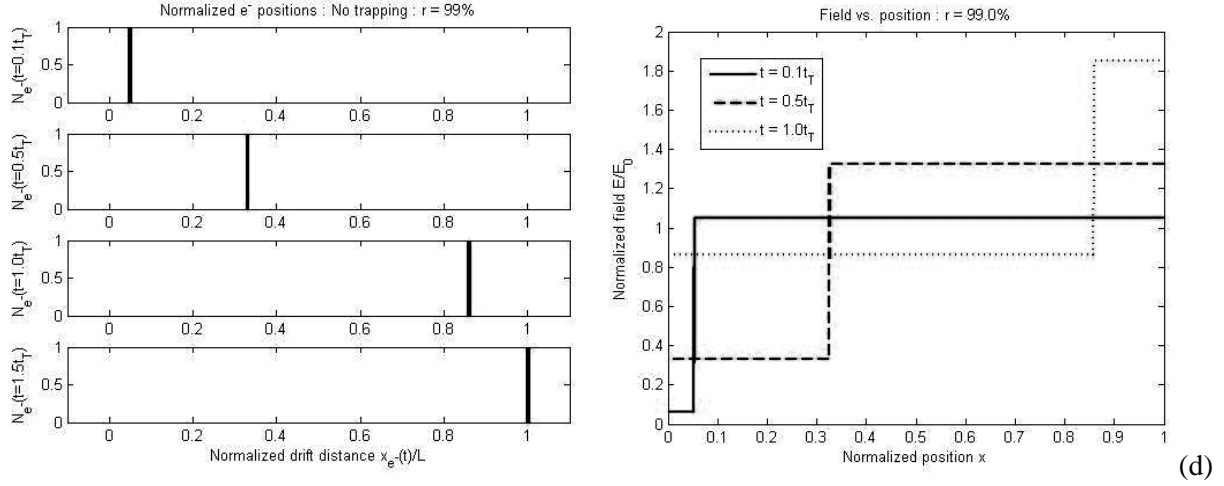 Normalized e⁻ positions : No trapping : r = 99%
N_e-(t=0.1t_T)
1
0.5
0
0 0.2 0.4 0.6 0.8 1
N_e-(t=0.5t_T)
1
0.5
0
0 0.2 0.4 0.6 0.8 1
N_e-(t=1.0t_T)
1
0.5
0
0 0.2 0.4 0.6 0.8 1
N_e-(t=1.5t_T)
1
0.5
0
0 0.2 0.4 0.6 0.8 1
Normalized drift distance x_e-(t)/L
Field vs. position : r = 99.0%
Normalized field E/E_0
2
1.8
1.6
1.4
1.2
1
0.8
0.6
0.4
0.2
0
t = 0.1t_T
t = 0.5t_T
t = 1.0t_T
0 0.1 0.2 0.3 0.4 0.5 0.6 0.7 0.8 0.9 1
Normalized position x
(d)